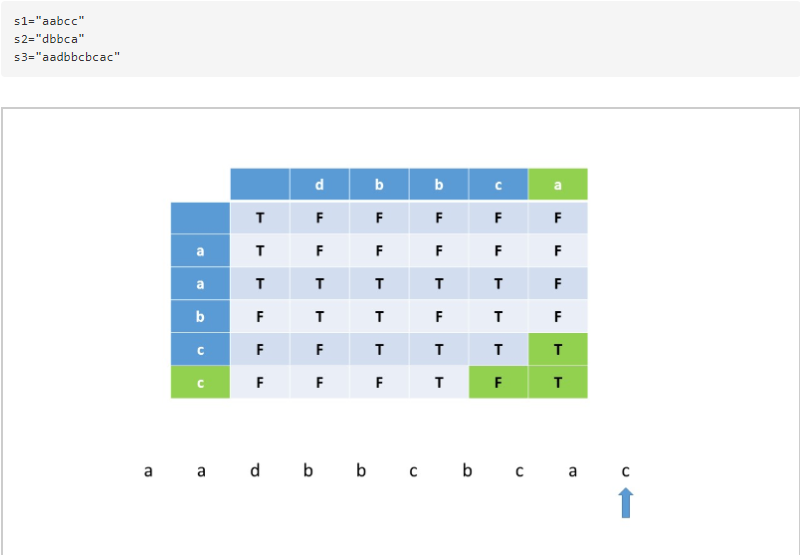 s1="aabcc"
s2="dbbca"
s3="aadbbcbcac"
d b b c a
T F F F F F
a T F F F F F
a T T T T T F
b F T T F T F
c F F T T T T
c F F F T F T
a a d b b c b c a c